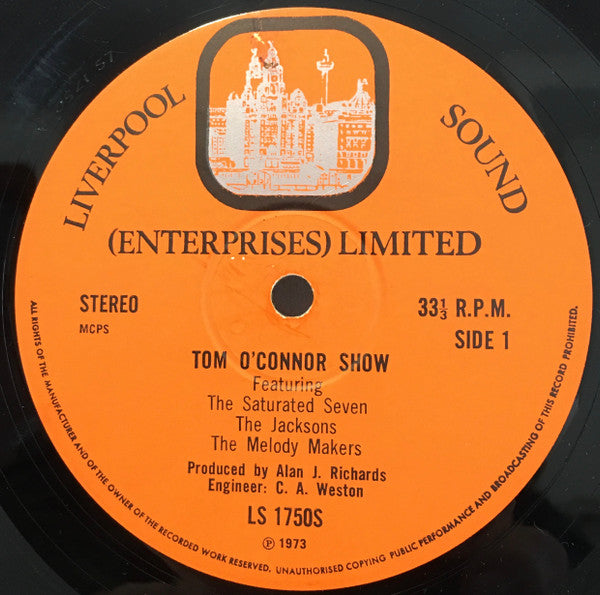 LIVERPOOL SOUND
(ENTERPRISES) LIMITED
STEREO
MCPS
33⅓ R.P.M.
SIDE 1
TOM O'CONNOR SHOW
Featuring
The Saturated Seven
The Jacksons
The Melody Makers
Produced by Alan J. Richards
Engineer: C. A. Weston
LS 1750S
Ⓟ 1973
ALL RIGHTS OF THE MANUFACTURER AND OF THE OWNER OF THE RECORDED WORK RESERVED. UNAUTHORISED COPYING PUBLIC PERFORMANCE AND BROADCASTING OF THIS RECORD PROHIBITED.